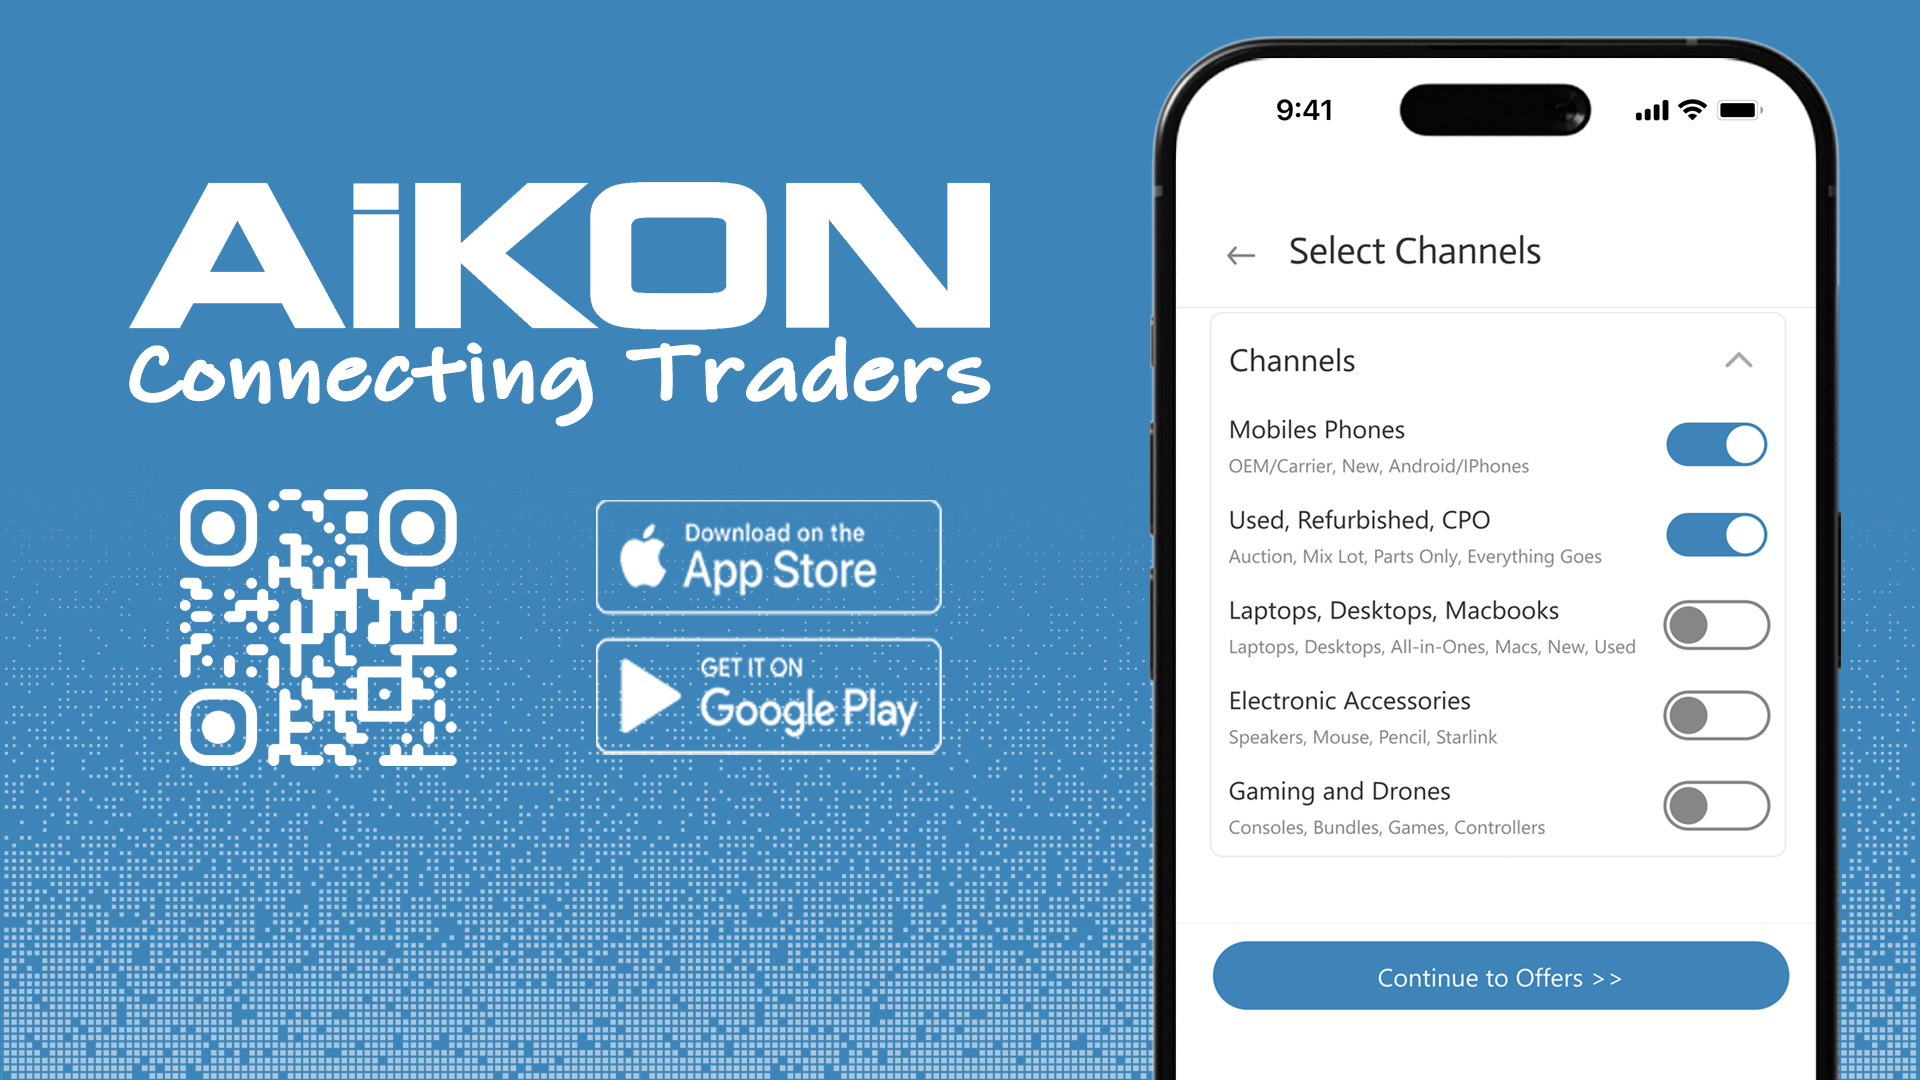 AiKON
Connecting Traders
Download on the
App Store
GET IT ON
Google Play
9:41
Select Channels
Channels
Mobiles Phones
OEM/Carrier, New, Android/IPhones
Used, Refurbished, CPO
Auction, Mix Lot, Parts Only, Everything Goes
Laptops, Desktops, Macbooks
Laptops, Desktops, All-in-Ones, Macs, New, Used
Electronic Accessories
Speakers, Mouse, Pencil, Starlink
Gaming and Drones
Consoles, Bundles, Games, Controllers
Continue to Offers >>